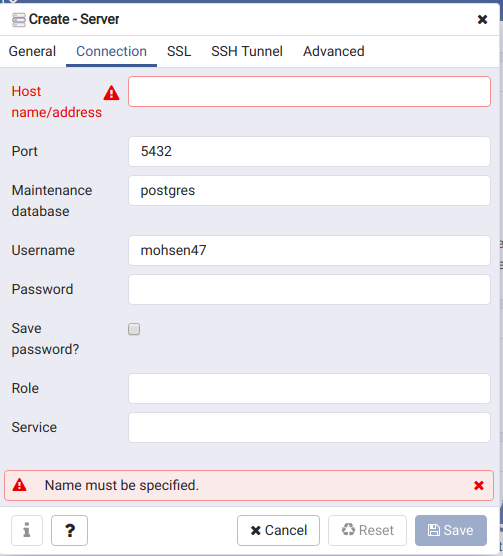 Create - Server
General Connection SSL SSH Tunnel Advanced
Host
name/address
Port 5432
Maintenance
database
postgres
Username mohsen47
Password
Save
password?
Role
Service
Name must be specified.
i ? Cancel Reset Save